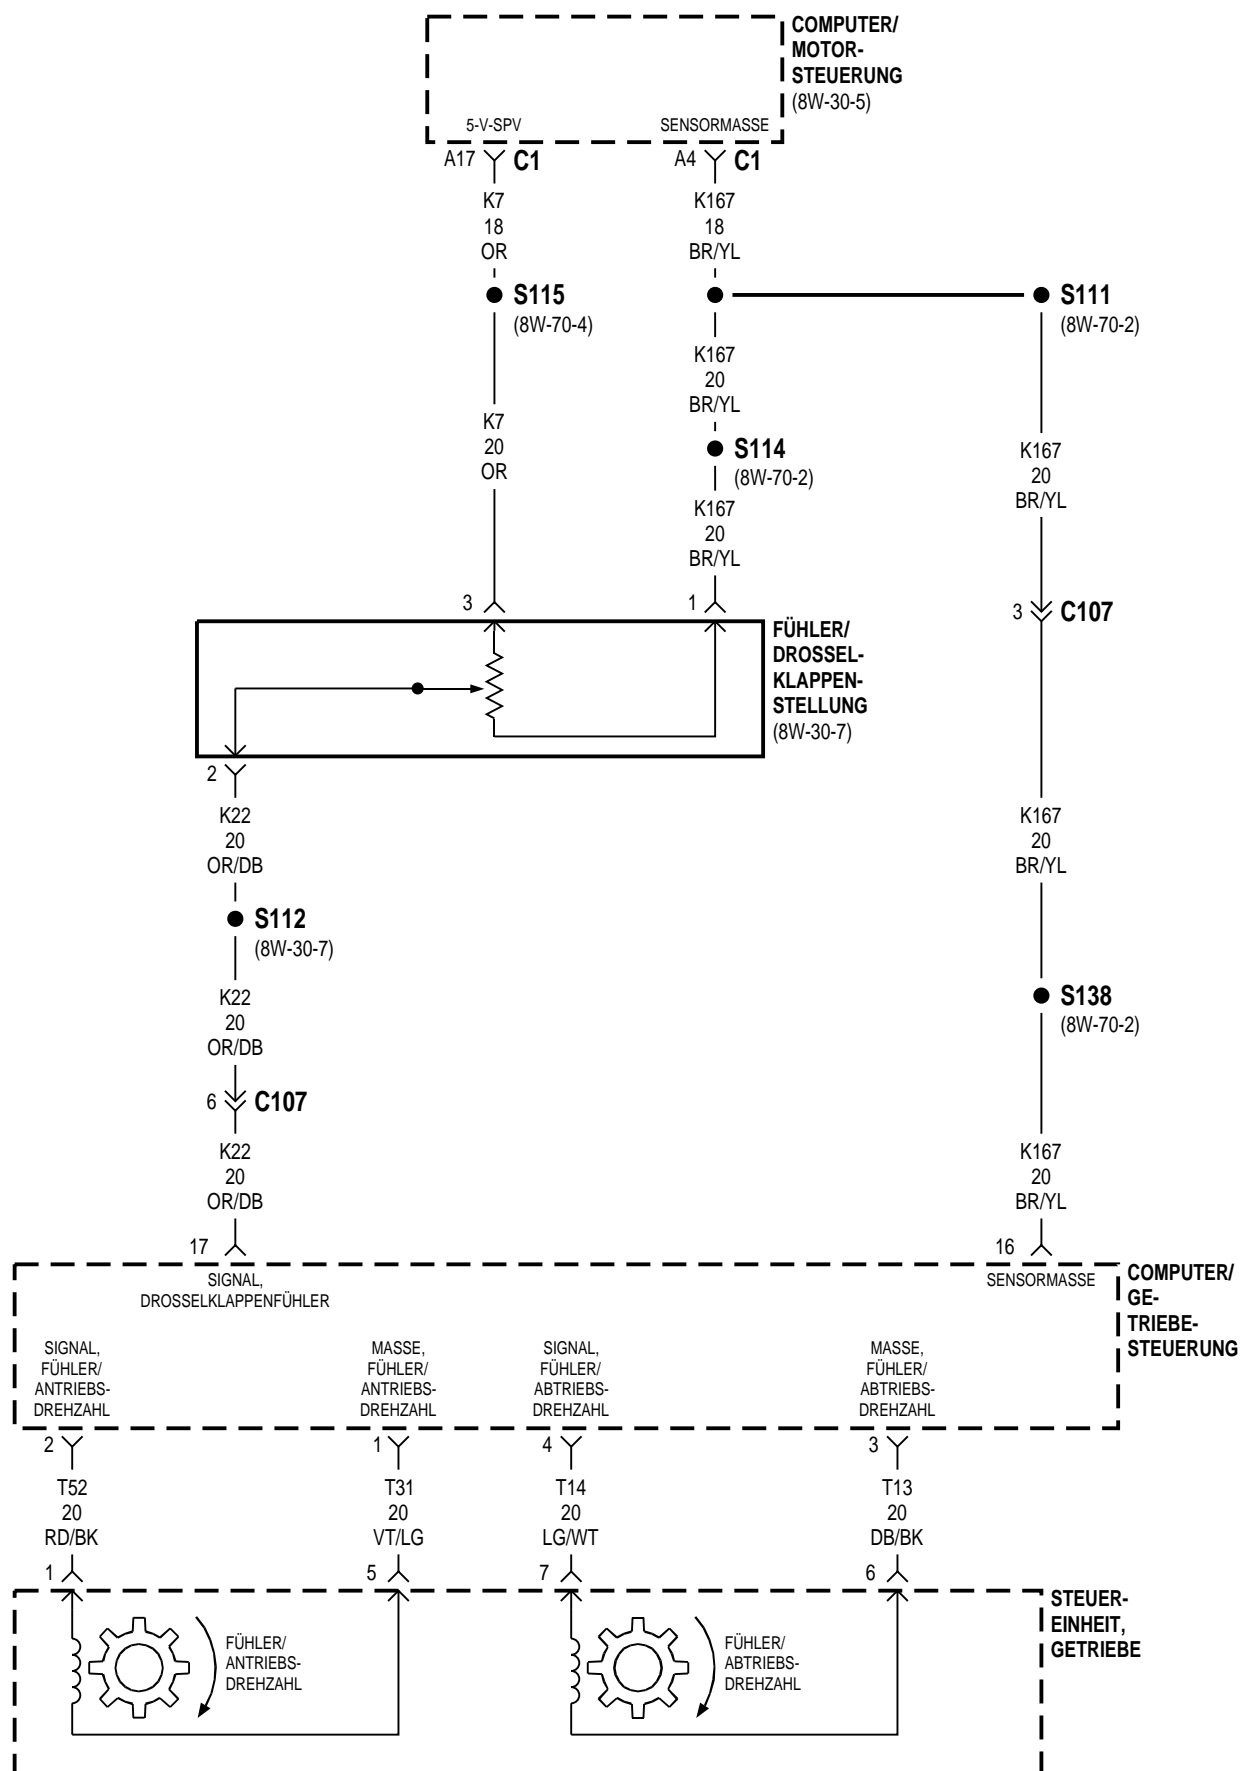 COMPUTER/
MOTOR-
STEUERUNG
(8W-30-5)
5-V-SPV
SENSORMASSE
A17
C1
A4
C1
K7
18
OR
K167
18
BR/YL
S115
(8W-70-4)
S111
(8W-70-2)
K167
20
BR/YL
K7
20
OR
S114
(8W-70-2)
K167
20
BR/YL
K167
20
BR/YL
3
1
3
C107
FÜHLER/
DROSSEL-
KLAPPEN-
STELLUNG
(8W-30-7)
2
K22
20
OR/DB
K167
20
BR/YL
S112
(8W-30-7)
K22
20
OR/DB
S138
(8W-70-2)
6
C107
K22
20
OR/DB
K167
20
BR/YL
17
16
SIGNAL,
DROSSELKLAPPENFÜHLER
SENSORMASSE
COMPUTER/
GE-
TRIEBE-
STEUERUNG
SIGNAL,
FÜHLER/
ANTRIEBS-
DREHZAHL
MASSE,
FÜHLER/
ANTRIEBS-
DREHZAHL
SIGNAL,
FÜHLER/
ABTRIEBS-
DREHZAHL
MASSE,
FÜHLER/
ABTRIEBS-
DREHZAHL
2
1
4
3
T52
20
RD/BK
T31
20
VT/LG
T14
20
LG/WT
T13
20
DB/BK
1
5
7
6
STEUER-
EINHEIT,
GETRIEBE
FÜHLER/
ANTRIEBS-
DREHZAHL
FÜHLER/
ABTRIEBS-
DREHZAHL